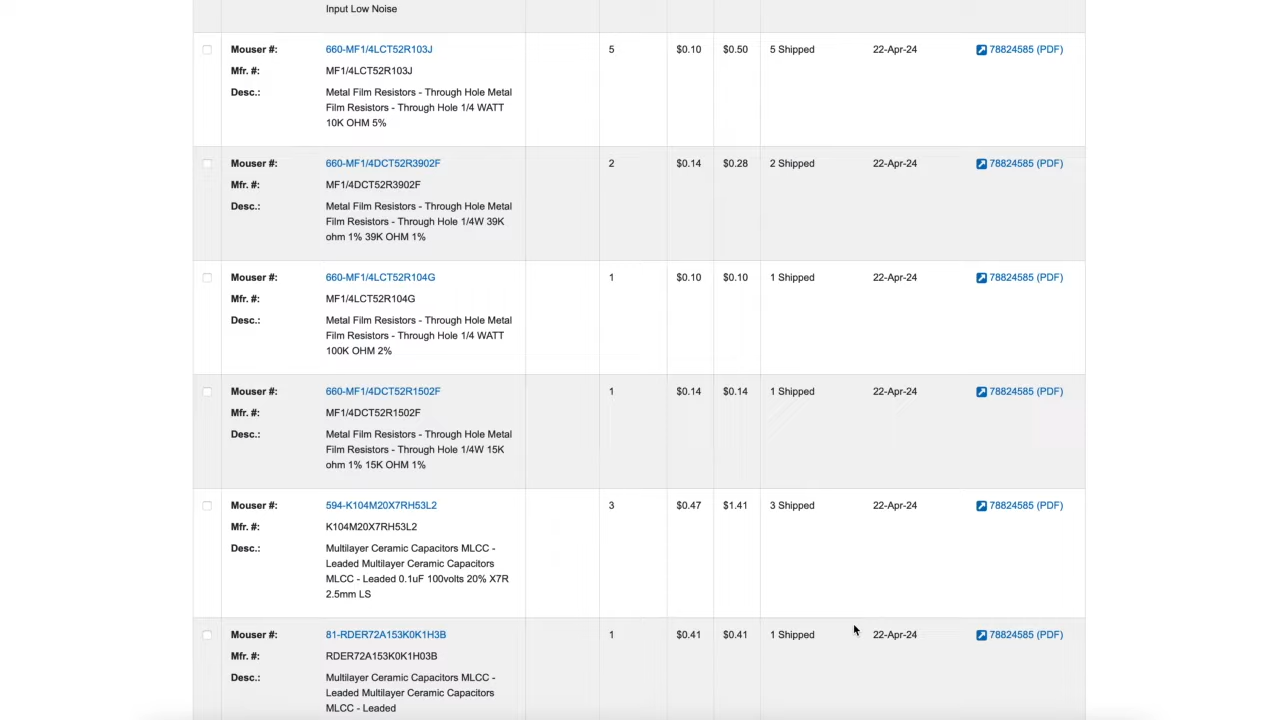 Input Low Noise
Mouser #: 660-MF1/4LCT52R103J 5 $0.10 $0.50 5 Shipped 22-Apr-24 78824585 (PDF)
Mfr. #: MF1/4LCT52R103J
Desc.: Metal Film Resistors - Through Hole Metal
Film Resistors - Through Hole 1/4 WATT
10K OHM 5%
Mouser #: 660-MF1/4DCT52R3902F 2 $0.14 $0.28 2 Shipped 22-Apr-24 78824585 (PDF)
Mfr. #: MF1/4DCT52R3902F
Desc.: Metal Film Resistors - Through Hole Metal
Film Resistors - Through Hole 1/4W 39K
ohm 1% 39K OHM 1%
Mouser #: 660-MF1/4LCT52R104G 1 $0.10 $0.10 1 Shipped 22-Apr-24 78824585 (PDF)
Mfr. #: MF1/4LCT52R104G
Desc.: Metal Film Resistors - Through Hole Metal
Film Resistors - Through Hole 1/4 WATT
100K OHM 2%
Mouser #: 660-MF1/4DCT52R1502F 1 $0.14 $0.14 1 Shipped 22-Apr-24 78824585 (PDF)
Mfr. #: MF1/4DCT52R1502F
Desc.: Metal Film Resistors - Through Hole Metal
Film Resistors - Through Hole 1/4W 15K
ohm 1% 15K OHM 1%
Mouser #: 594-K104M20X7RH53L2 3 $0.47 $1.41 3 Shipped 22-Apr-24 78824585 (PDF)
Mfr. #: K104M20X7RH53L2
Desc.: Multilayer Ceramic Capacitors MLCC -
Leaded Multilayer Ceramic Capacitors
MLCC - Leaded 0.1uF 100volts 20% X7R
2.5mm LS
Mouser #: 81-RDER72A153K0K1H3B 1 $0.41 $0.41 1 Shipped 22-Apr-24 78824585 (PDF)
Mfr. #: RDER72A153K0K1H03B
Desc.: Multilayer Ceramic Capacitors MLCC -
Leaded Multilayer Ceramic Capacitors
MLCC - Leaded